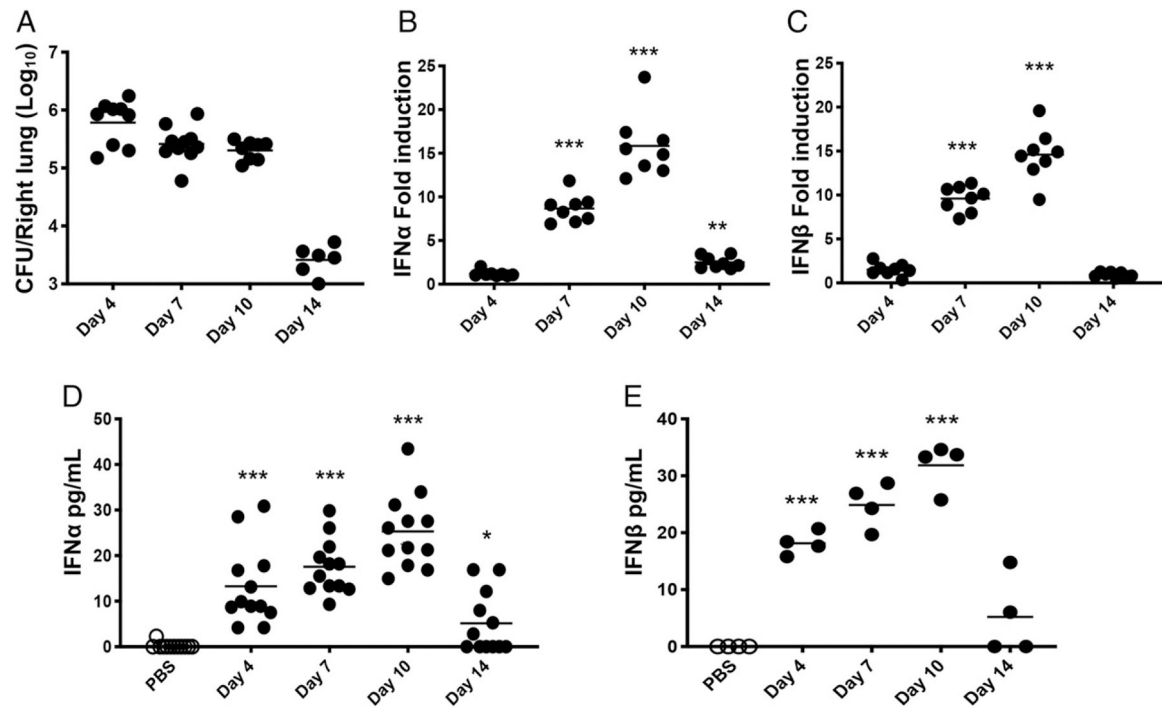 A
CFU/Right lung (Log₁₀)
7
6
5
4
3
Day 4
Day 7
Day 10
Day 14
B
IFNα Fold induction
25
20
15
10
5
0
***
***
**
Day 4
Day 7
Day 10
Day 14
C
IFNβ Fold induction
25
20
15
10
5
0
***
***
Day 4
Day 7
Day 10
Day 14
D
IFNα pg/mL
50
40
30
20
10
0
***
***
***
*
PBS
Day 4
Day 7
Day 10
Day 14
E
IFNβ pg/mL
40
30
20
10
0
***
***
***
PBS
Day 4
Day 7
Day 10
Day 14